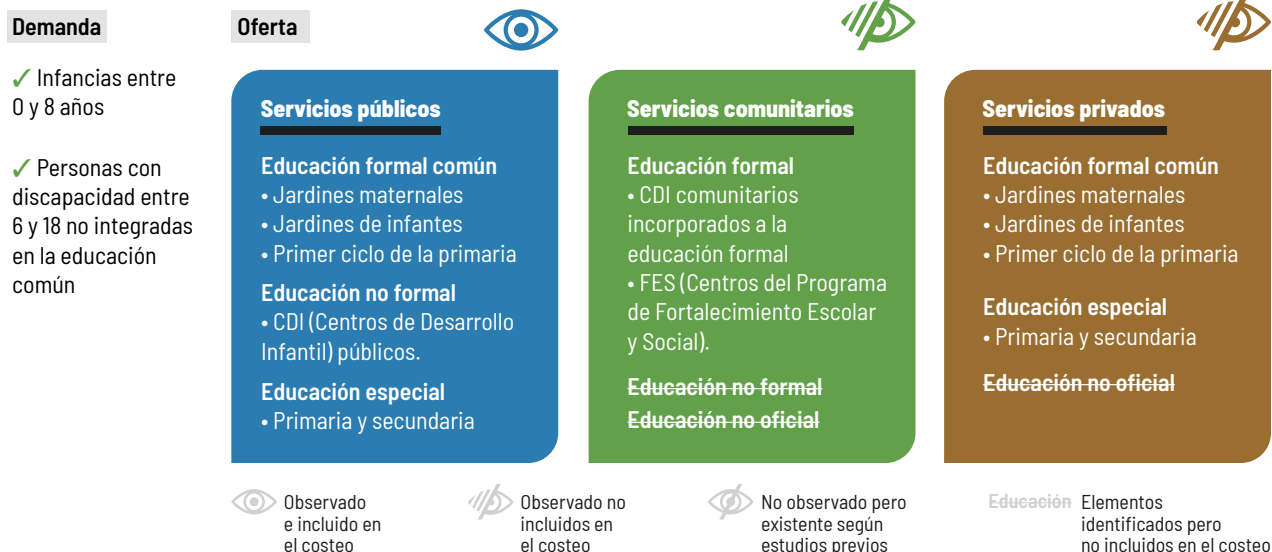 Demanda
✓ Infancias entre
0 y 8 años
✓ Personas con
discapacidad entre
6 y 18 no integradas
en la educación
común
Oferta
Servicios públicos
Educación formal común
• Jardines maternales
• Jardines de infantes
• Primer ciclo de la primaria
Educación no formal
• CDI (Centros de Desarrollo
Infantil) públicos.
Educación especial
• Primaria y secundaria
Servicios comunitarios
Educación formal
• CDI comunitarios
incorporados a la
educación formal
• FES (Centros del Programa
de Fortalecimiento Escolar
y Social).
Educación no formal
Educación no oficial
Servicios privados
Educación formal común
• Jardines maternales
• Jardines de infantes
• Primer ciclo de la primaria
Educación especial
• Primaria y secundaria
Educación no oficial
Observado
e incluido en
el costeo
Observado no
incluidos en
el costeo
No observado pero
existente según
estudios previos
Educación
Elementos
identificados pero
no incluidos en el costeo